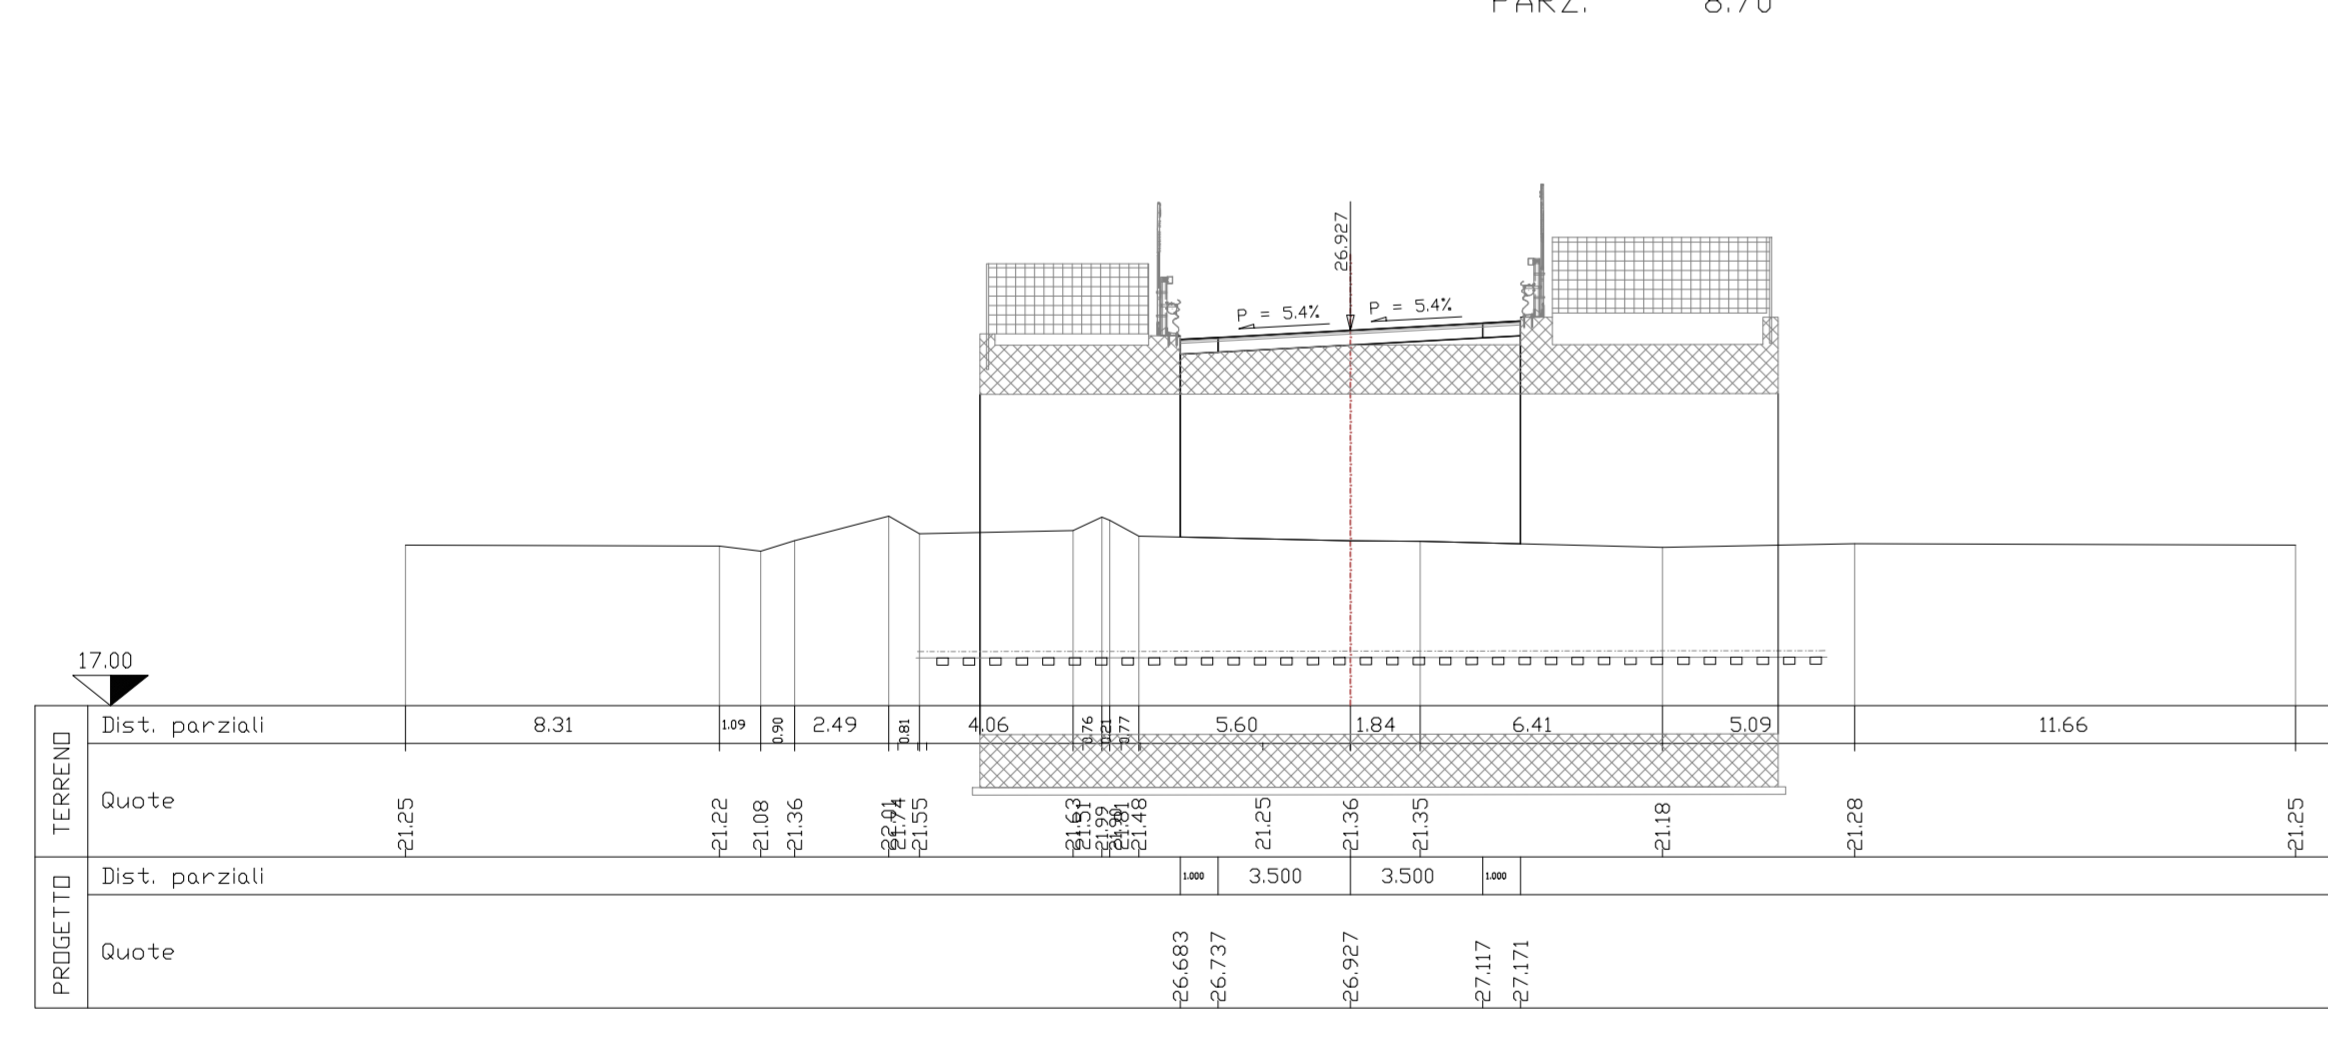 PARZ. 8.70
26.927
P = 5.4% P = 5.4%
17.00
TERRENO
Dist. parziali 8.31 1.09 0.90 2.49 0.81 4.06 0.76 0.21 0.77 5.60 1.84 6.41 5.09 11.66
Quote 21.25 21.22 21.08 21.36 22.01 21.74 21.55 21.63 21.51 21.99 21.81 21.48 21.25 21.36 21.35 21.18 21.28 21.25
PROGETTO
Dist. parziali 1.000 3.500 3.500 1.000
Quote 26.683 26.737 26.927 27.117 27.171